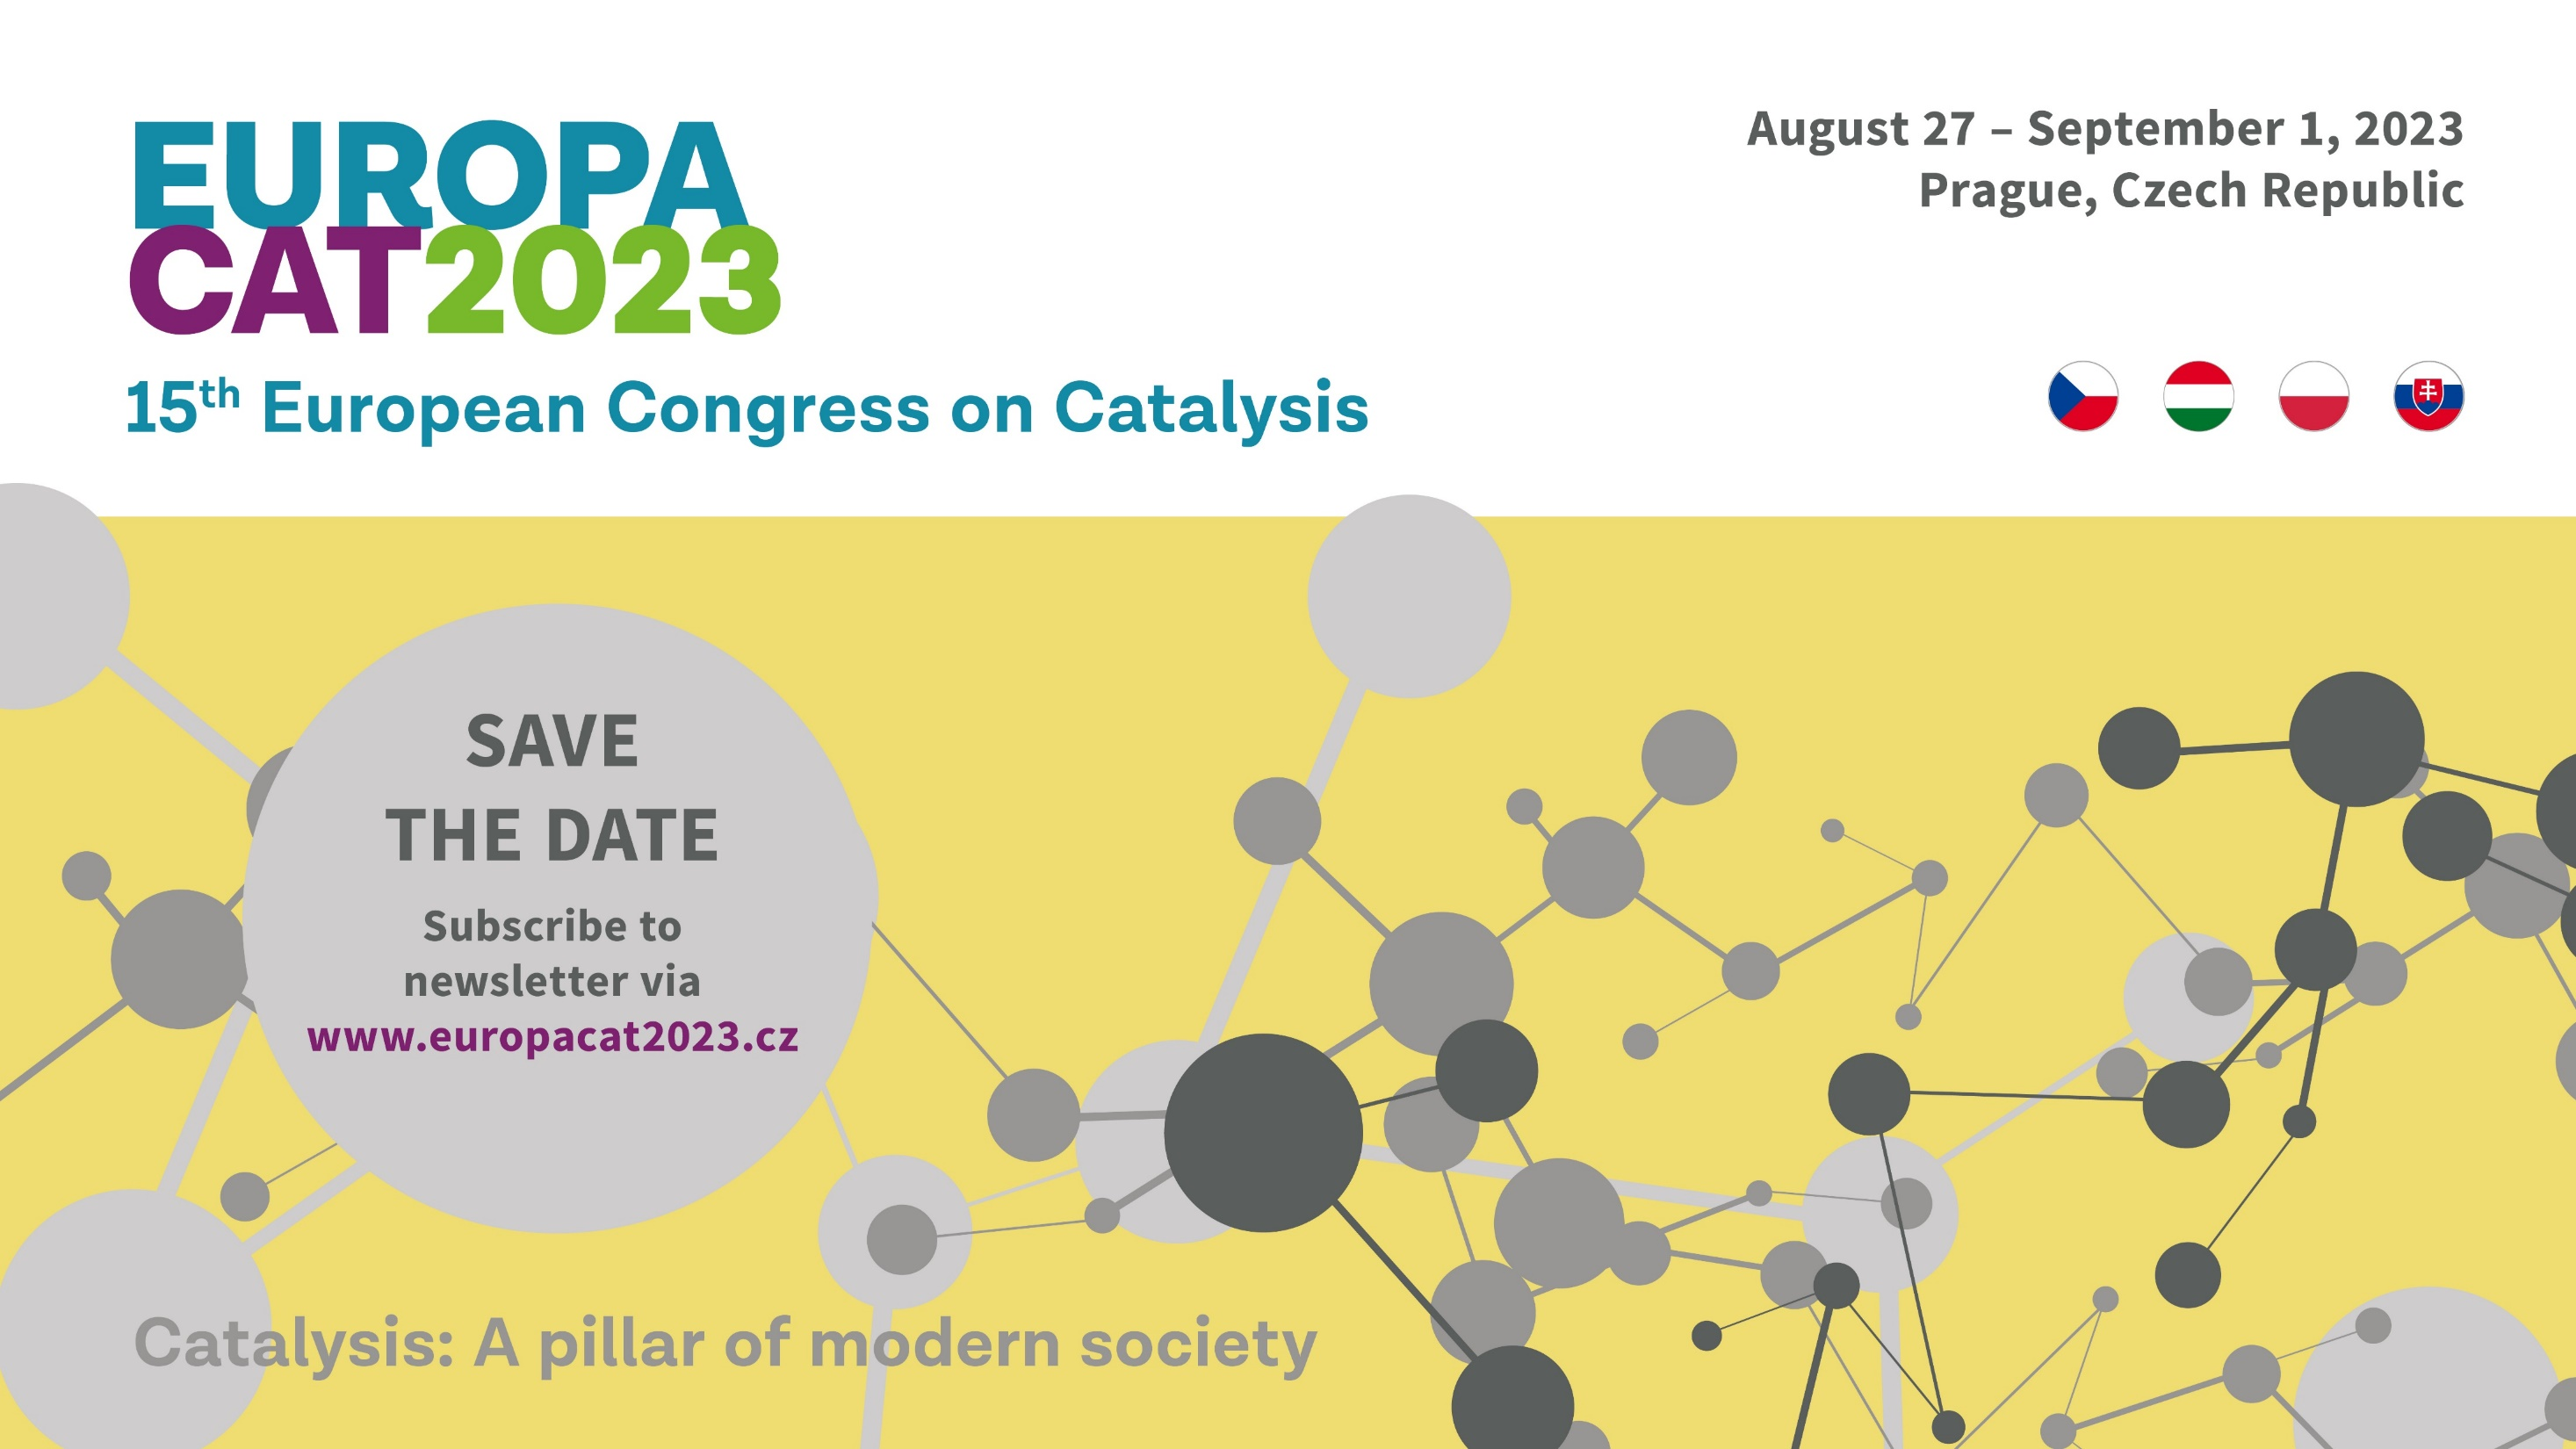 EUROPA
CAT2023
15th European Congress on Catalysis
August 27 – September 1, 2023
Prague, Czech Republic
SAVE
THE DATE
Subscribe to
newsletter via
www.europacat2023.cz
Catalysis: A pillar of modern society